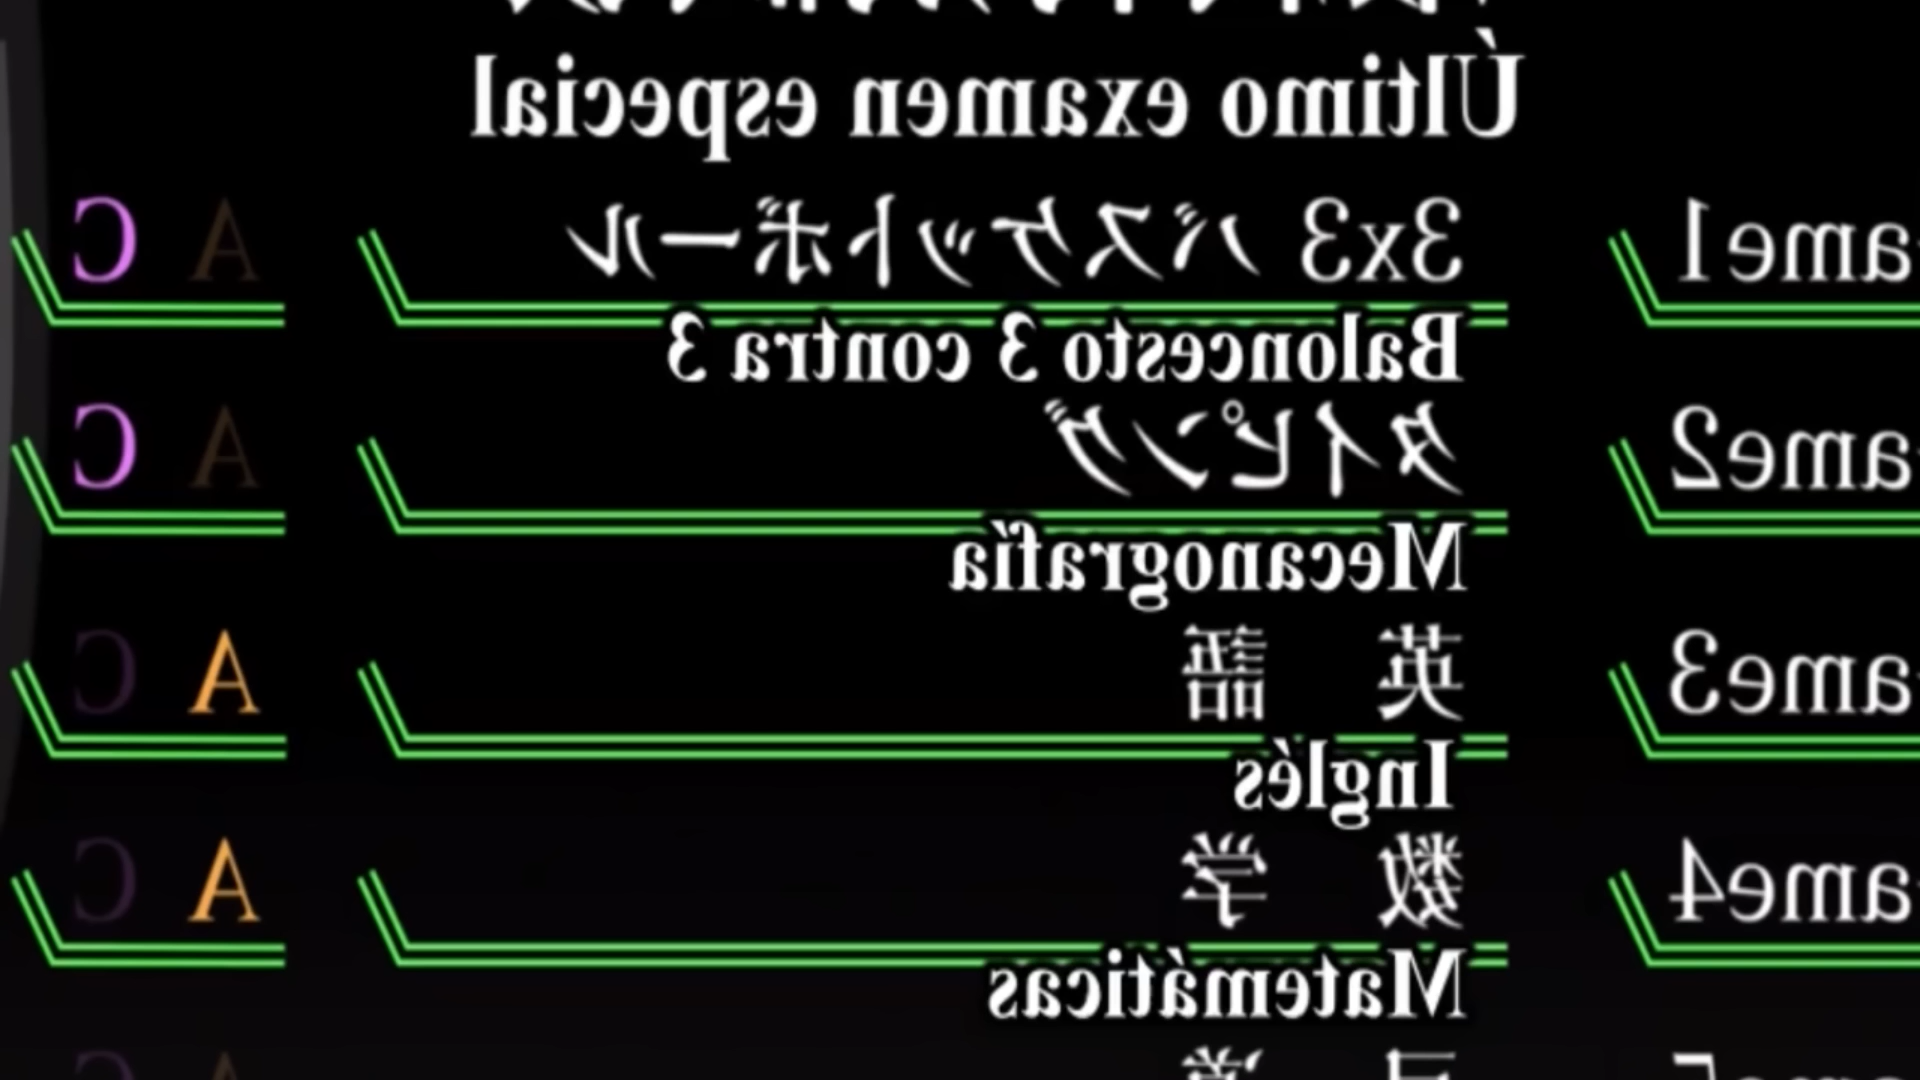 Último examen especial
ame1 3x3 バスケットボール A C
Baloncesto 3 contra 3
ame2 タイピング A C
Mecanografía
ame3 英 語 A C
Inglés
ame4 数 学 A C
Matemáticas